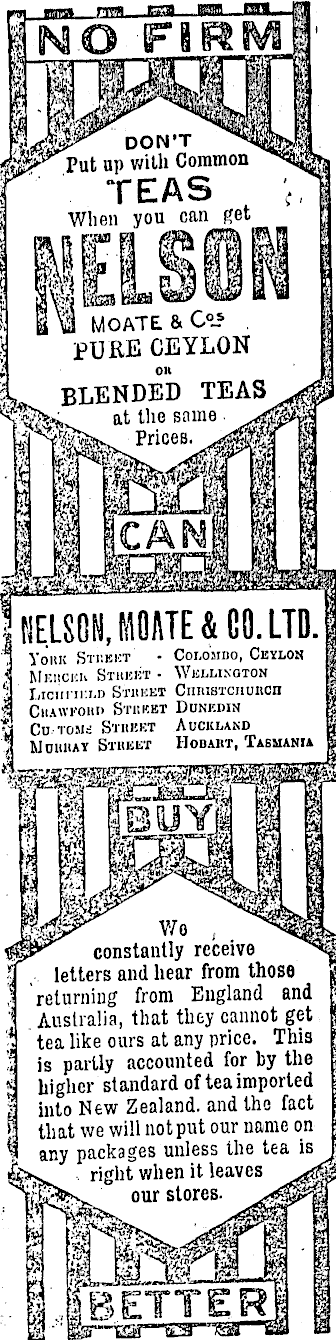 NO FIRM
DON'T
Put up with Common
TEAS
When you can get
NELSON
MOATE & Cos
PURE CEYLON
OR
BLENDED TEAS
at the same
Prices.
CAN
NELSON, MOATE & CO. LTD.
YORK STREET - COLOMBO, CEYLON
MERCER STREET - WELLINGTON
LICHFIELD STREET CHRISTCHURCH
CRAWFORD STREET DUNEDIN
CUSTOMS STREET AUCKLAND
MURRAY STREET HOBART, TASMANIA
BUY
We
constantly receive
letters and hear from those
returning from England and
Australia, that they cannot get
tea like ours at any price. This
is partly accounted for by the
higher standard of tea imported
into New Zealand. and the fact
that we will not put our name on
any packages unless the tea is
right when it leaves
our stores.
BETTER